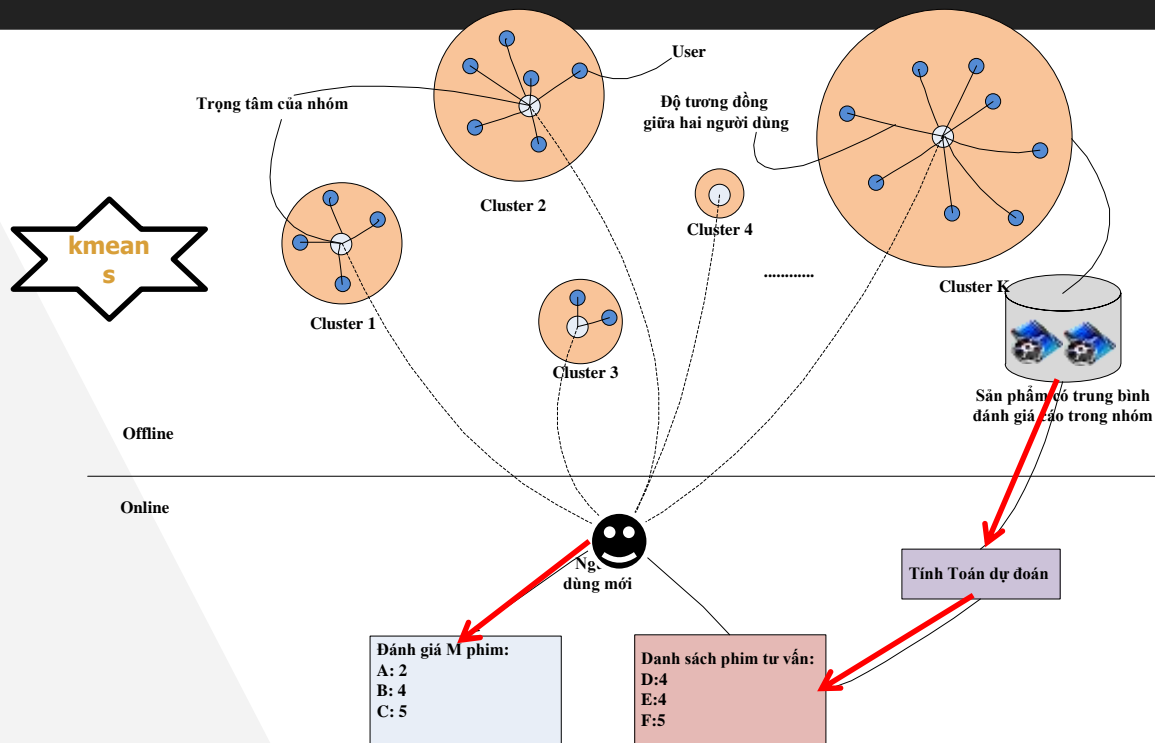 User
Trọng tâm của nhóm
Độ tương đồng
giữa hai người dùng
Cluster 2
Cluster 4
kmean
s
............
Cluster K
Cluster 1
Cluster 3
Sản phẩm có trung bình
đánh giá cao trong nhóm
Offline
Online
dùng mới
Tính Toán dự đoán
Đánh giá M phim:
A: 2
B: 4
C: 5
Danh sách phim tư vấn:
D:4
E:4
F:5